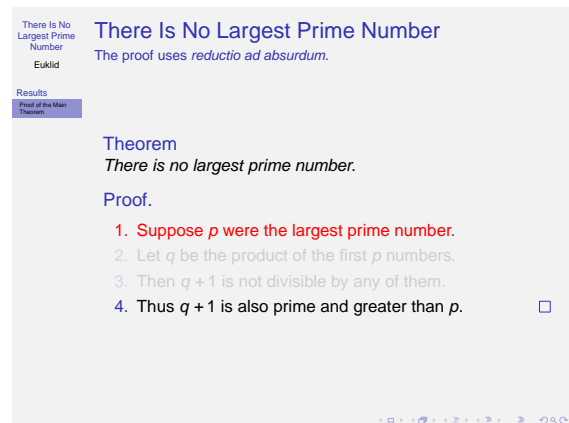 There Is No
Largest Prime
Number
Euklid
Results
Proof of the Main
Theorem
There Is No Largest Prime Number
The proof uses reductio ad absurdum.
Theorem
There is no largest prime number.
Proof.
1. Suppose p were the largest prime number.
2. Let q be the product of the first p numbers.
3. Then q + 1 is not divisible by any of them.
4. Thus q + 1 is also prime and greater than p. □